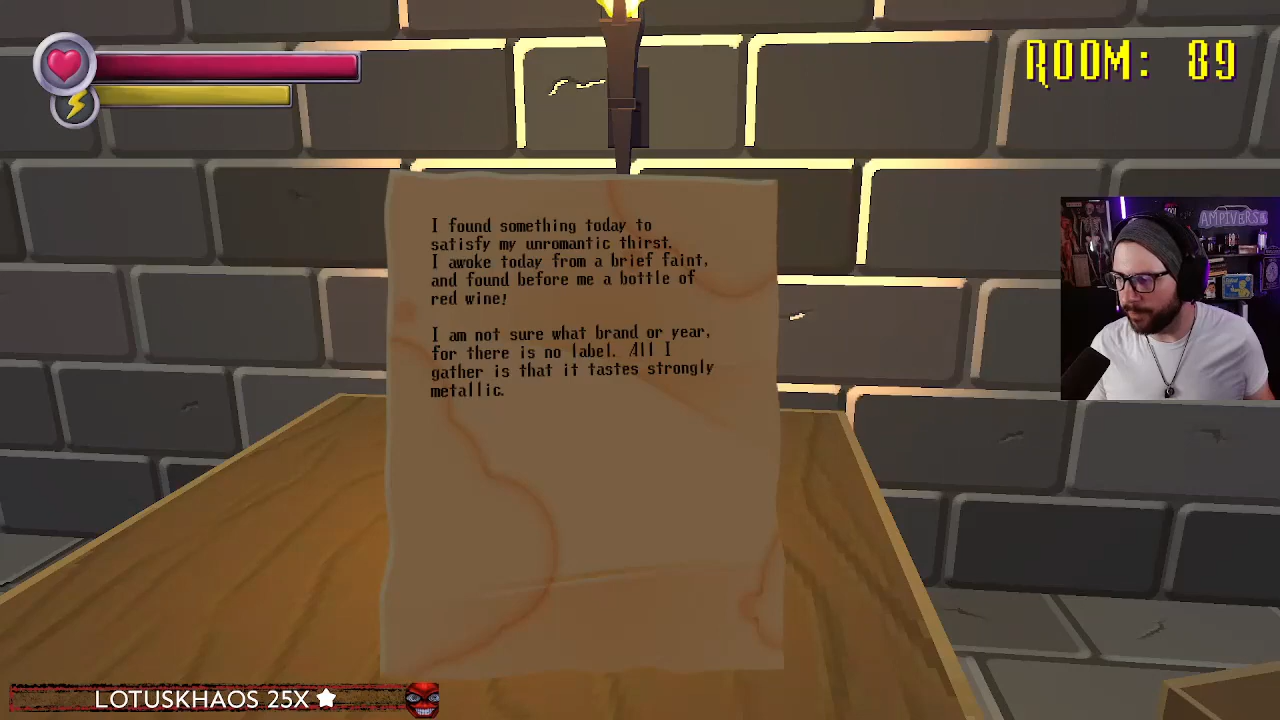 ROOM: 89
AMPIVERSE
I found something today to
satisfy my unromantic thirst.
I awoke today from a brief faint,
and found before me a bottle of
red wine!
I am not sure what brand or year,
for there is no label. All I
gather is that it tastes strongly
metallic.
LOTUSKHAOS 25X